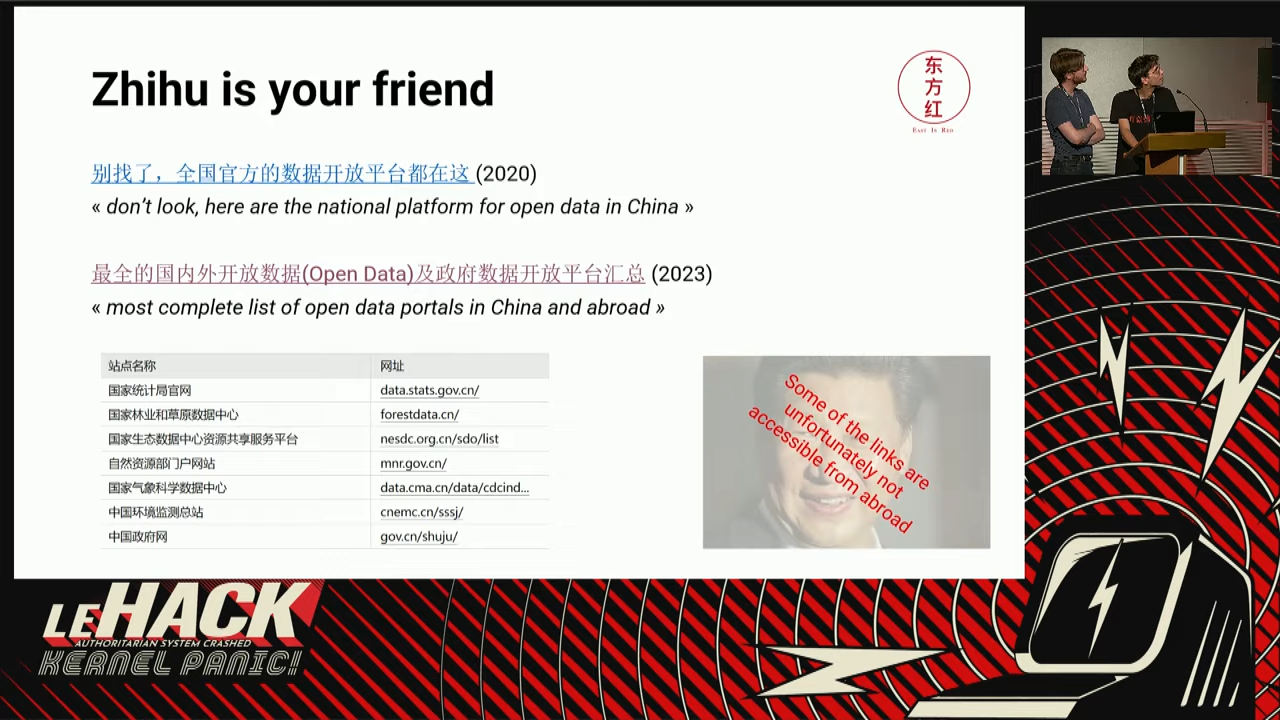 Zhihu is your friend
东
方
红
East Is Red
别找了，全国官方的数据开放平台都在这 (2020)
« don’t look, here are the national platform for open data in China »
最全的国内外开放数据(Open Data)及政府数据开放平台汇总 (2023)
« most complete list of open data portals in China and abroad »
站点名称 网址
国家统计局官网 data.stats.gov.cn/
国家林业和草原数据中心 forestdata.cn/
国家生态数据中心资源共享服务平台 nesdc.org.cn/sdo/list
自然资源部门户网站 mnr.gov.cn/
国家气象科学数据中心 data.cma.cn/data/cdcind...
中国环境监测总站 cnemc.cn/sssj/
中国政府网 gov.cn/shuju/
Some of the links are
unfortunately not
accessible from abroad
LEHACK
AUTHORITARIAN SYSTEM CRASHED
KERNEL PANIC!